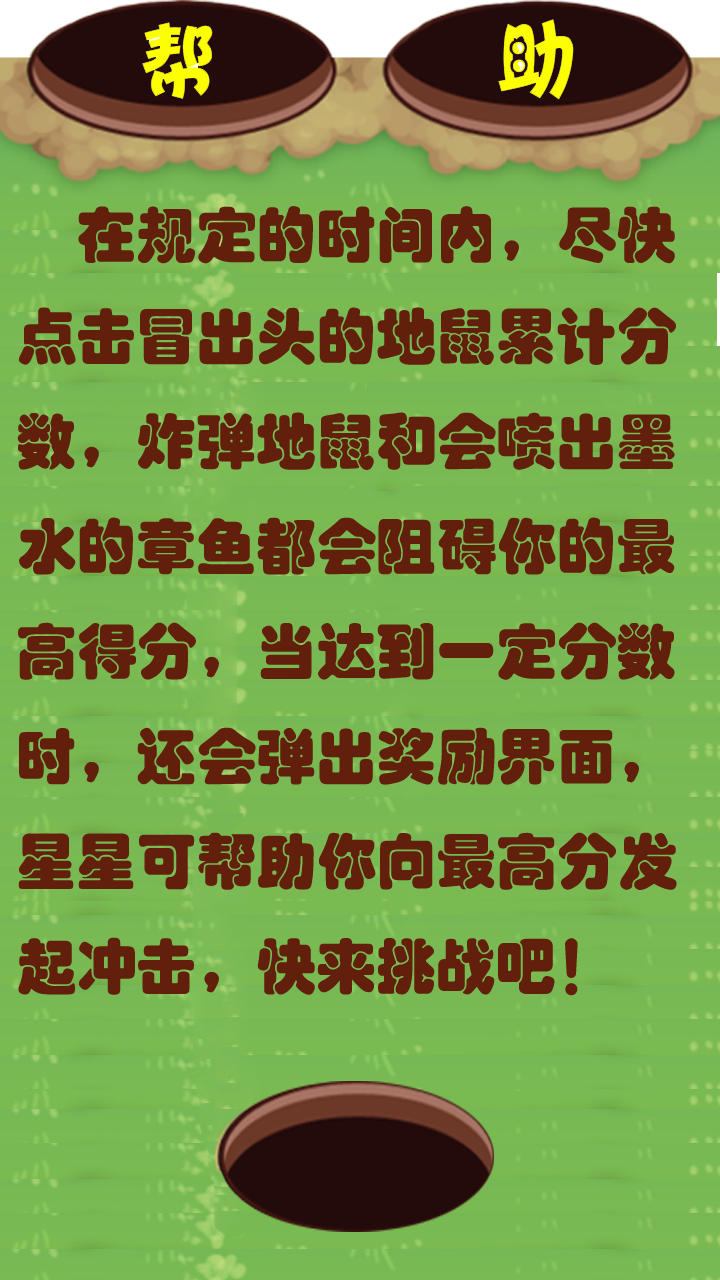 帮 助
在规定的时间内，尽快
点击冒出头的地鼠累计分
数，炸弹地鼠和会喷出墨
水的章鱼都会阻碍你的最
高得分，当达到一定分数
时，还会弹出奖励界面，
星星可帮助你向最高分发
起冲击，快来挑战吧！